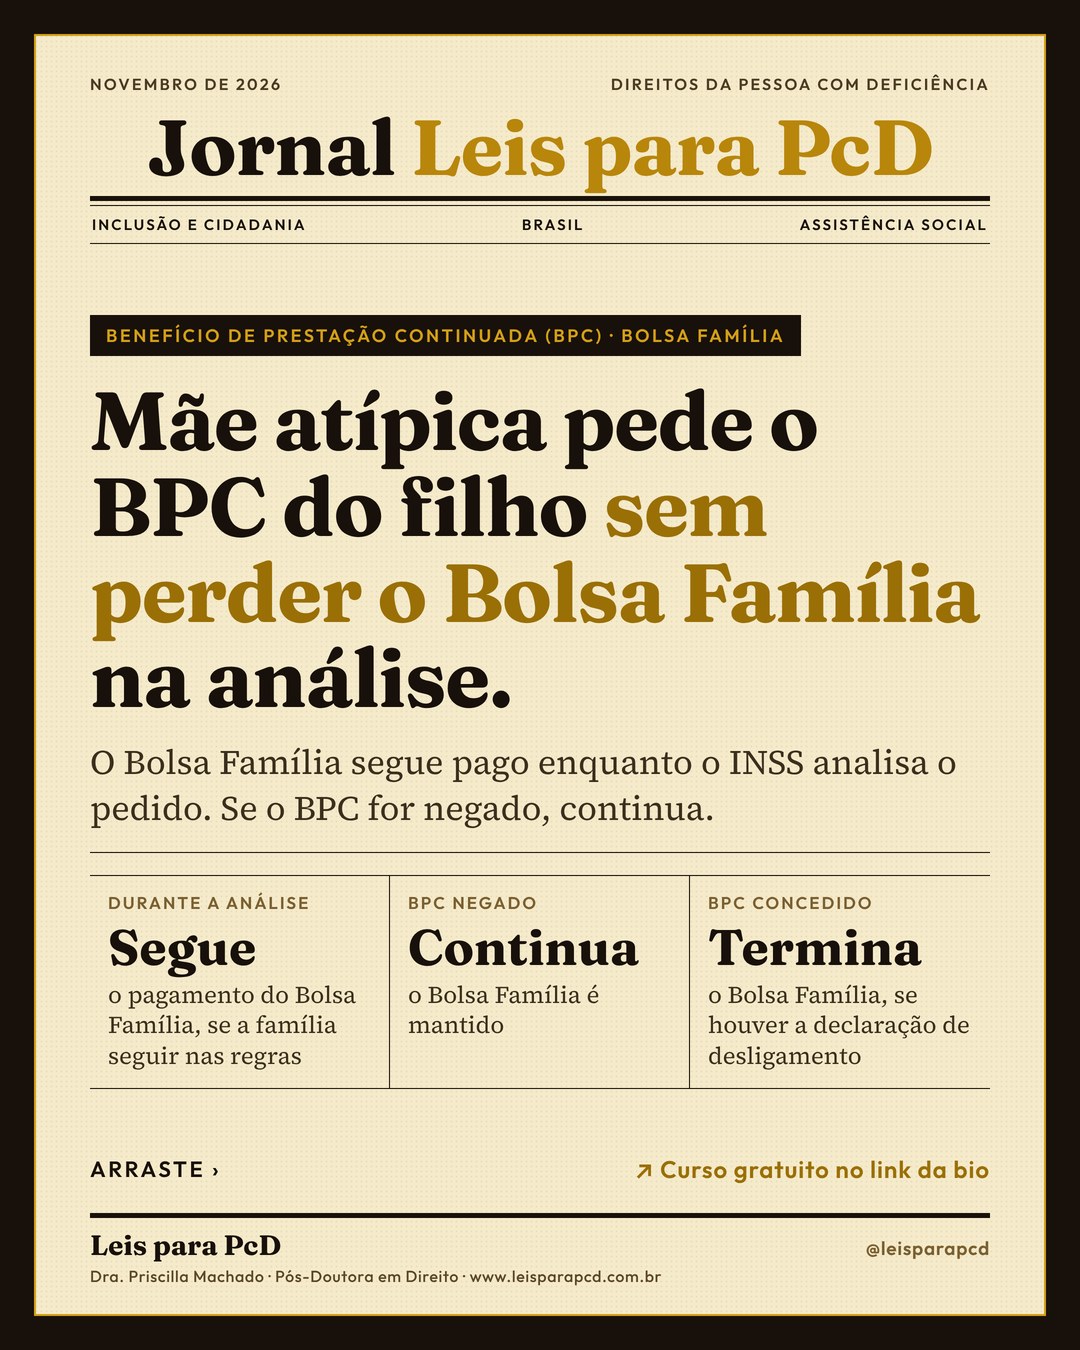 NOVEMBRO DE 2026
DIREITOS DA PESSOA COM DEFICIÊNCIA
Jornal Leis para PcD
INCLUSÃO E CIDADANIA
BRASIL
ASSISTÊNCIA SOCIAL
BENEFÍCIO DE PRESTAÇÃO CONTINUADA (BPC) · BOLSA FAMÍLIA
Mãe atípica pede o
BPC do filho sem
perder o Bolsa Família
na análise.
O Bolsa Família segue pago enquanto o INSS analisa o
pedido. Se o BPC for negado, continua.
DURANTE A ANÁLISE
Segue
o pagamento do Bolsa
Família, se a família
seguir nas regras
BPC NEGADO
Continua
o Bolsa Família é
mantido
BPC CONCEDIDO
Termina
o Bolsa Família, se
houver a declaração de
desligamento
ARRASTE ›
↗ Curso gratuito no link da bio
Leis para PcD
@leisparapcd
Dra. Priscilla Machado · Pós-Doutora em Direito · www.leisparapcd.com.br